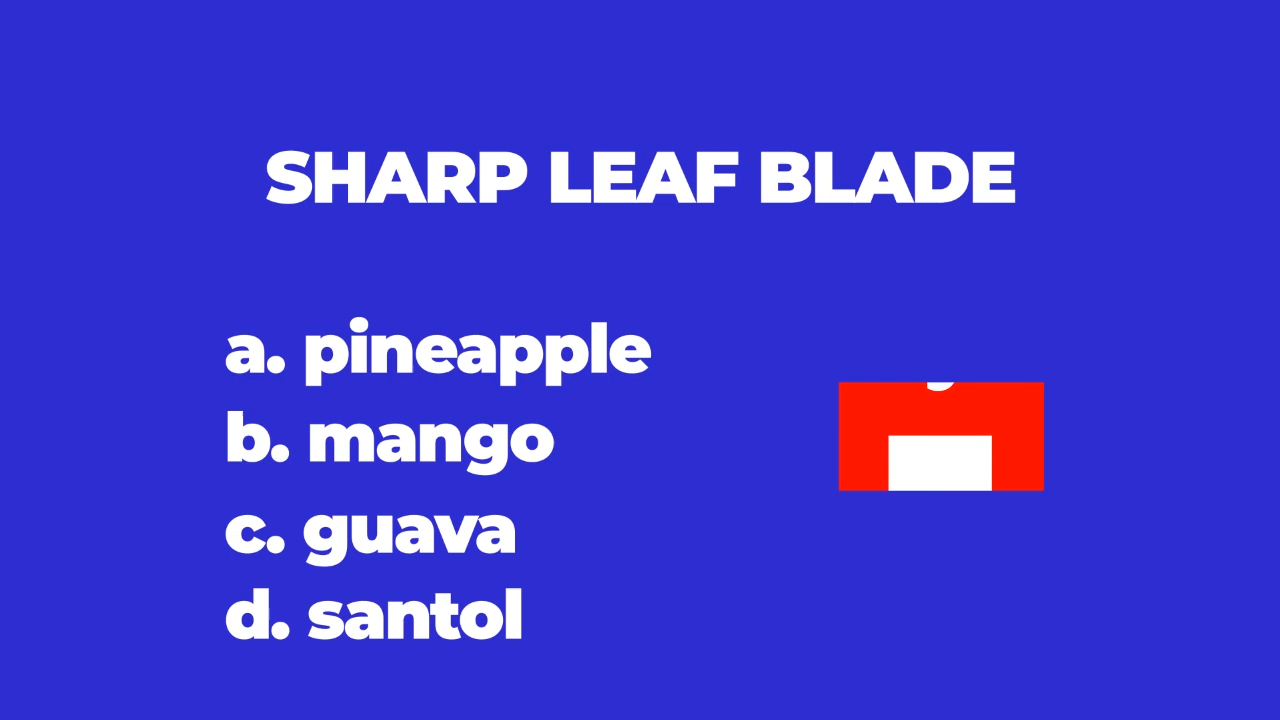 SHARP LEAF BLADE
a. pineapple
b. mango
c. guava
d. santol